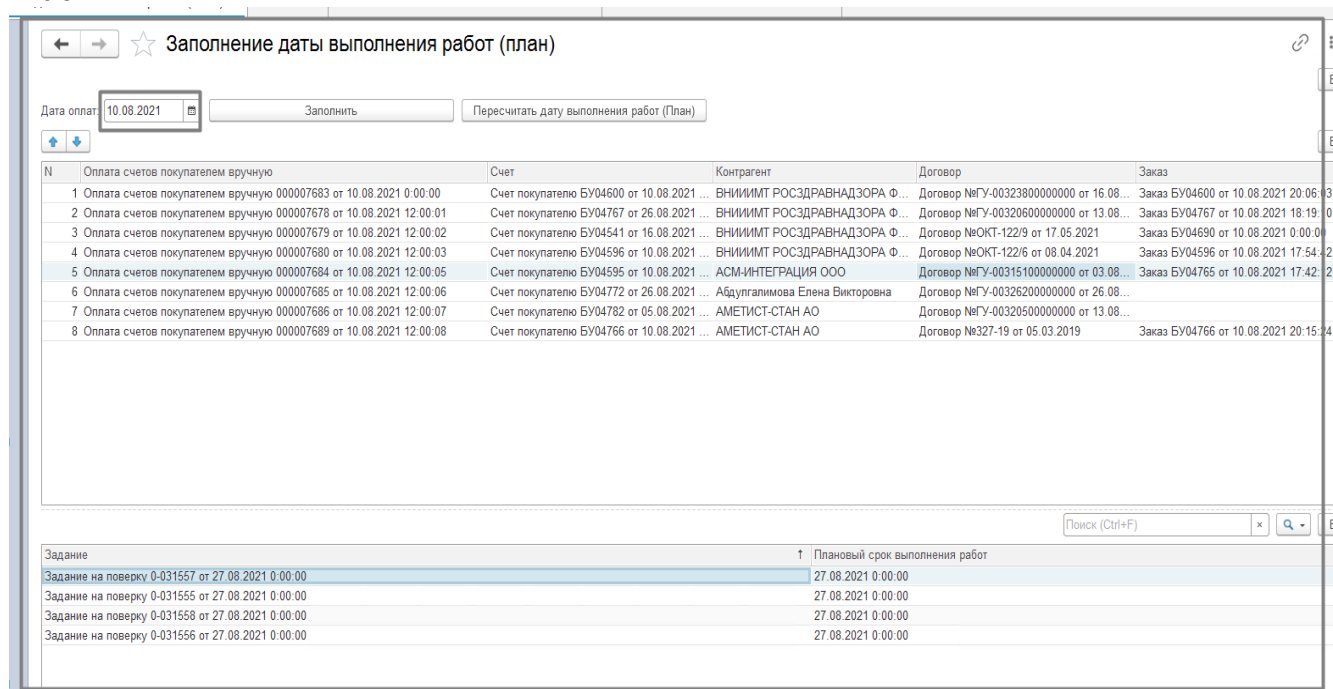 Заполнение даты выполнения работ (план)
Дата оплат: 10.08.2021 Заполнить Пересчитать дату выполнения работ (План)
N Оплата счетов покупателем вручную Счет Контрагент Договор Заказ
1 Оплата счетов покупателем вручную 000007683 от 10.08.2021 0:00:00 Счет покупателю БУ04600 от 10.08.2021 ... ВНИИИМТ РОСЗДРАВНАДЗОРА Ф... Договор №ГУ-00323800000000 от 16.08... Заказ БУ04600 от 10.08.2021 20:06:03
2 Оплата счетов покупателем вручную 000007678 от 10.08.2021 12:00:01 Счет покупателю БУ04767 от 26.08.2021 ... ВНИИИМТ РОСЗДРАВНАДЗОРА Ф... Договор №ГУ-00320600000000 от 13.08... Заказ БУ04767 от 10.08.2021 18:19:10
3 Оплата счетов покупателем вручную 000007679 от 10.08.2021 12:00:02 Счет покупателю БУ04541 от 16.08.2021 ... ВНИИИМТ РОСЗДРАВНАДЗОРА Ф... Договор №ОКТ-122/9 от 17.05.2021 Заказ БУ04690 от 10.08.2021 0:00:00
4 Оплата счетов покупателем вручную 000007680 от 10.08.2021 12:00:03 Счет покупателю БУ04596 от 10.08.2021 ... ВНИИИМТ РОСЗДРАВНАДЗОРА Ф... Договор №ОКТ-122/6 от 08.04.2021 Заказ БУ04596 от 10.08.2021 17:54:42
5 Оплата счетов покупателем вручную 000007684 от 10.08.2021 12:00:05 Счет покупателю БУ04595 от 10.08.2021 ... АСМ-ИНТЕГРАЦИЯ ООО Договор №ГУ-00315100000000 от 03.08... Заказ БУ04765 от 10.08.2021 17:42:12
6 Оплата счетов покупателем вручную 000007685 от 10.08.2021 12:00:06 Счет покупателю БУ04772 от 26.08.2021 ... Абдулгалимова Елена Викторовна Договор №ГУ-00326200000000 от 26.08...
7 Оплата счетов покупателем вручную 000007686 от 10.08.2021 12:00:07 Счет покупателю БУ04782 от 05.08.2021 ... АМЕТИСТ-СТАН АО Договор №ГУ-00320500000000 от 13.08...
8 Оплата счетов покупателем вручную 000007689 от 10.08.2021 12:00:08 Счет покупателю БУ04766 от 10.08.2021 ... АМЕТИСТ-СТАН АО Договор №327-19 от 05.03.2019 Заказ БУ04766 от 10.08.2021 20:15:24
Поиск (Ctrl+F) ×
Задание ↑ Плановый срок выполнения работ
Задание на поверку 0-031557 от 27.08.2021 0:00:00 27.08.2021 0:00:00
Задание на поверку 0-031555 от 27.08.2021 0:00:00 27.08.2021 0:00:00
Задание на поверку 0-031558 от 27.08.2021 0:00:00 27.08.2021 0:00:00
Задание на поверку 0-031556 от 27.08.2021 0:00:00 27.08.2021 0:00:00